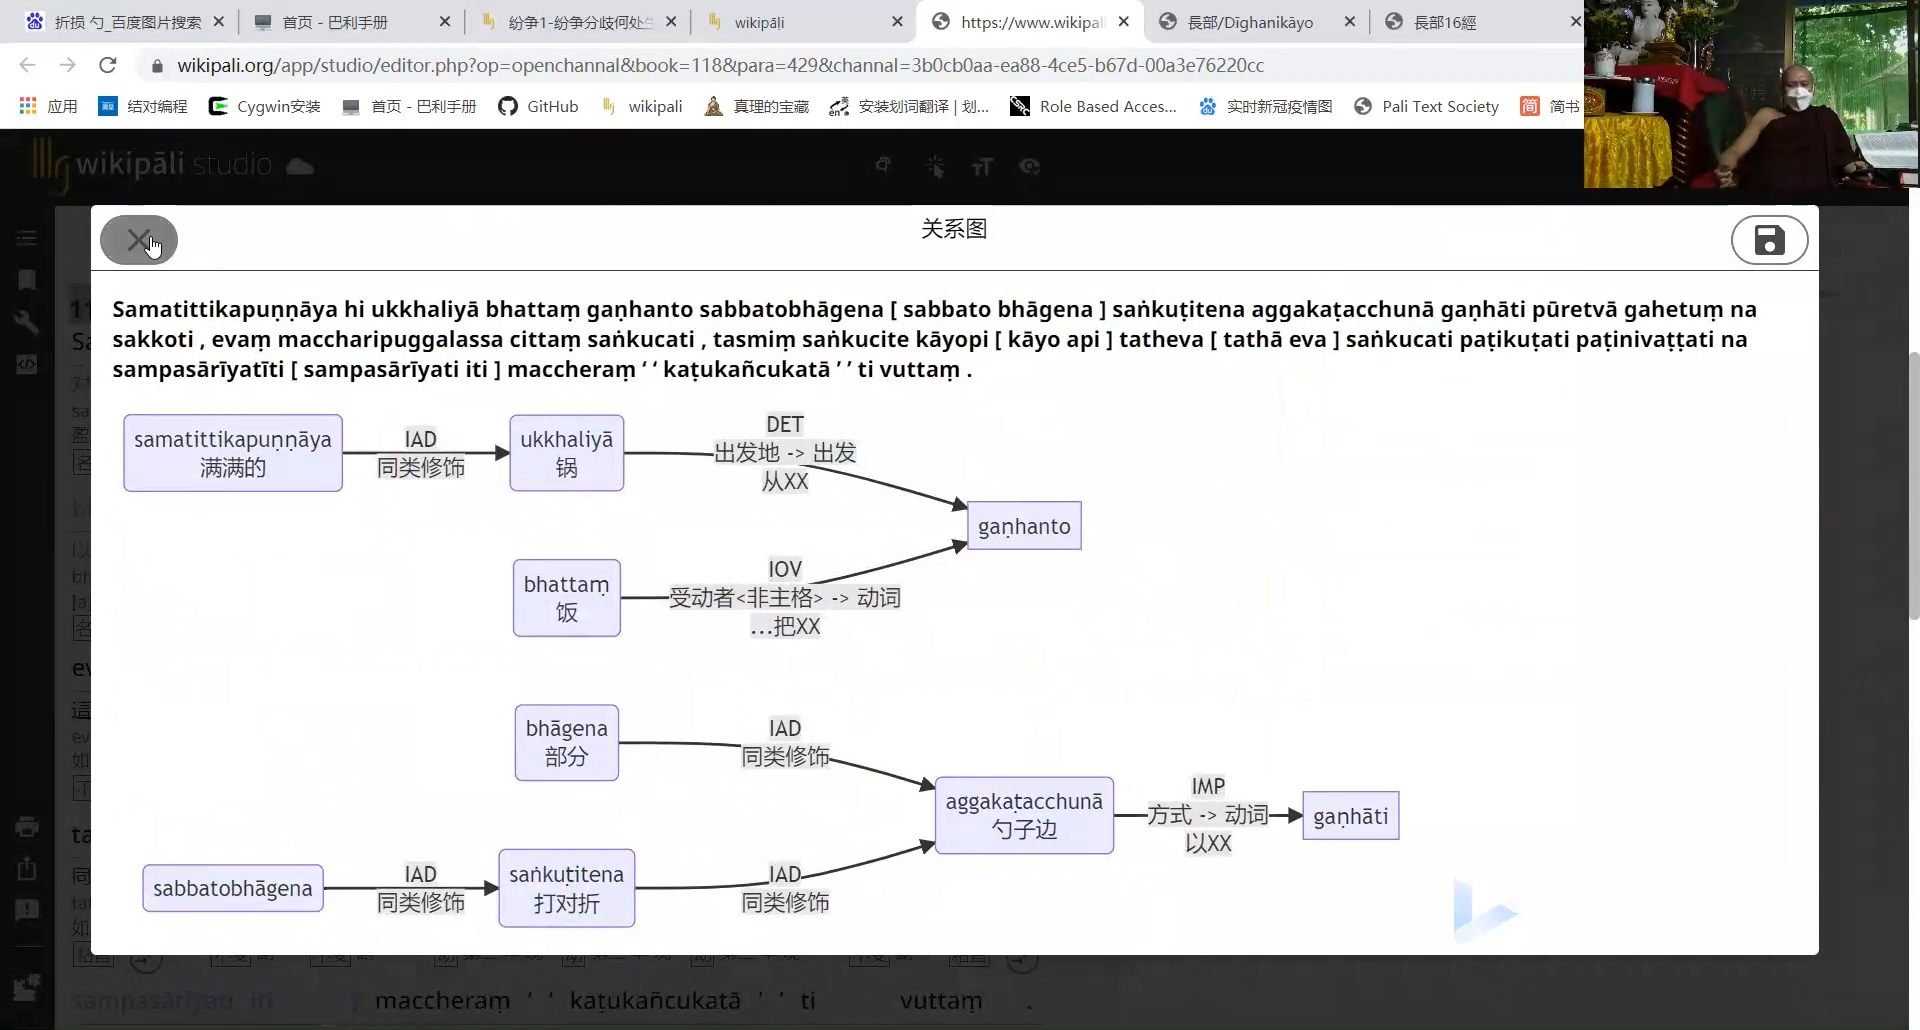 折损 勺_百度图片搜索
首页 - 巴利手册
纷争1-纷争分歧何处生
wikipāḷi
https://www.wikipali
長部/Dīghanikāyo
長部16經
wikipali.org/app/studio/editor.php?op=openchannal&book=118&para=429&channal=3b0cb0aa-ea88-4ce5-b67d-00a3e76220cc
应用
结对编程
Cygwin安装
首页 - 巴利手册
GitHub
wikipali
真理的宝藏
安装划词翻译 | 划...
Role Based Acces...
实时新冠疫情图
Pali Text Society
简书
wikipāli studio
关系图
Samatittikapuṇṇāya hi ukkhaliyā bhattaṃ gaṇhanto sabbatobhāgena [ sabbato bhāgena ] saṅkuṭitena aggakaṭacchunā gaṇhāti pūretvā gahetuṃ na
sakkoti , evaṃ maccharipuggalassa cittaṃ saṅkucati , tasmiṃ saṅkucite kāyopi [ kāyo api ] tatheva [ tathā eva ] saṅkucati paṭikuṭati paṭinivaṭṭati na
sampasārīyatīti [ sampasārīyati iti ] maccheraṃ ‘ ‘ kaṭukañcukatā ’ ’ ti vuttaṃ .
samatittikapuṇṇāya
满满的
IAD
同类修饰
ukkhaliyā
锅
DET
出发地 -> 出发
从XX
gaṇhanto
bhattaṃ
饭
IOV
受动者<非主格> -> 动词
...把XX
bhāgena
部分
IAD
同类修饰
aggakaṭacchunā
勺子边
IMP
方式 -> 动词
以XX
gaṇhāti
sabbatobhāgena
IAD
同类修饰
saṅkuṭitena
打对折
IAD
同类修饰
sampasārīyati iti maccheraṃ ‘ ‘ kaṭukañcukatā ’ ’ ti vuttaṃ .